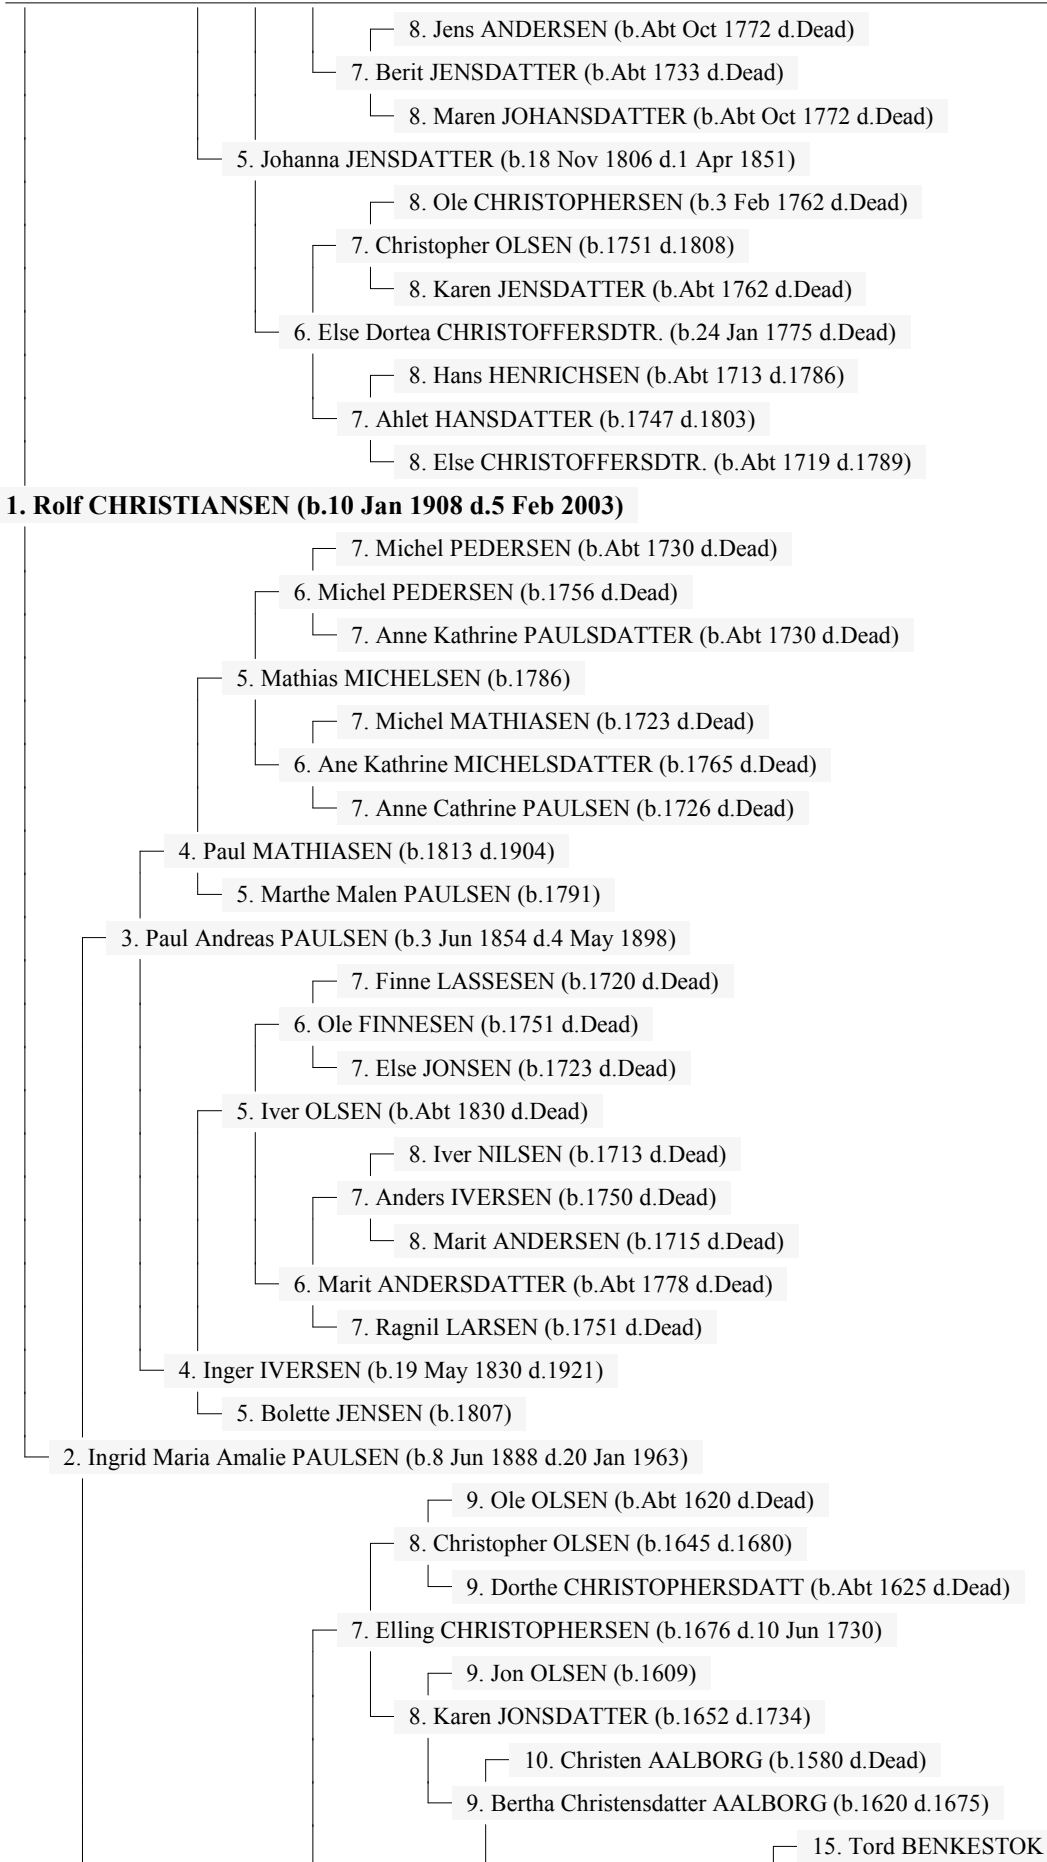 8. Jens ANDERSEN (b.Abt Oct 1772 d.Dead)
7. Berit JENSDATTER (b.Abt 1733 d.Dead)
8. Maren JOHANSDATTER (b.Abt Oct 1772 d.Dead)
5. Johanna JENSDATTER (b.18 Nov 1806 d.1 Apr 1851)
8. Ole CHRISTOPHERSEN (b.3 Feb 1762 d.Dead)
7. Christopher OLSEN (b.1751 d.1808)
8. Karen JENSDATTER (b.Abt 1762 d.Dead)
6. Else Dortea CHRISTOFFERSDTR. (b.24 Jan 1775 d.Dead)
8. Hans HENRICHSEN (b.Abt 1713 d.1786)
7. Ahlet HANSDATTER (b.1747 d.1803)
8. Else CHRISTOFFERSDTR. (b.Abt 1719 d.1789)
1. Rolf CHRISTIANSEN (b.10 Jan 1908 d.5 Feb 2003)
7. Michel PEDERSEN (b.Abt 1730 d.Dead)
6. Michel PEDERSEN (b.1756 d.Dead)
7. Anne Kathrine PAULSDATTER (b.Abt 1730 d.Dead)
5. Mathias MICHELSEN (b.1786)
7. Michel MATHIASEN (b.1723 d.Dead)
6. Ane Kathrine MICHELSDATTER (b.1765 d.Dead)
7. Anne Cathrine PAULSEN (b.1726 d.Dead)
4. Paul MATHIASEN (b.1813 d.1904)
5. Marthe Malen PAULSEN (b.1791)
3. Paul Andreas PAULSEN (b.3 Jun 1854 d.4 May 1898)
7. Finne LASSESEN (b.1720 d.Dead)
6. Ole FINNESEN (b.1751 d.Dead)
7. Else JONSEN (b.1723 d.Dead)
5. Iver OLSEN (b.Abt 1830 d.Dead)
8. Iver NILSEN (b.1713 d.Dead)
7. Anders IVERSEN (b.1750 d.Dead)
8. Marit ANDERSEN (b.1715 d.Dead)
6. Marit ANDERSDATTER (b.Abt 1778 d.Dead)
7. Ragnil LARSEN (b.1751 d.Dead)
4. Inger IVERSEN (b.19 May 1830 d.1921)
5. Bolette JENSEN (b.1807)
2. Ingrid Maria Amalie PAULSEN (b.8 Jun 1888 d.20 Jan 1963)
9. Ole OLSEN (b.Abt 1620 d.Dead)
8. Christopher OLSEN (b.1645 d.1680)
9. Dorthe CHRISTOPHERSDATT (b.Abt 1625 d.Dead)
7. Elling CHRISTOPHERSEN (b.1676 d.10 Jun 1730)
9. Jon OLSEN (b.1609)
8. Karen JONSDATTER (b.1652 d.1734)
10. Christen AALBORG (b.1580 d.Dead)
9. Bertha Christensdatter AALBORG (b.1620 d.1675)
15. Tord BENKESTOK